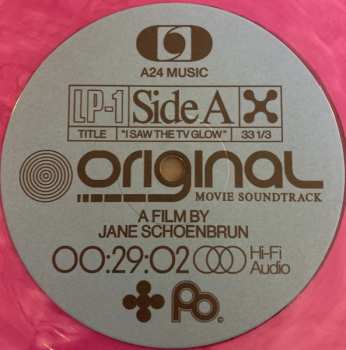 A24 MUSIC
LP-1 Side A
TITLE "I SAW THE TV GLOW" 33 1/3
original
MOVIE SOUNDTRACK
A FILM BY
JANE SCHOENBRUN
00:29:02 Hi-Fi
Audio
©